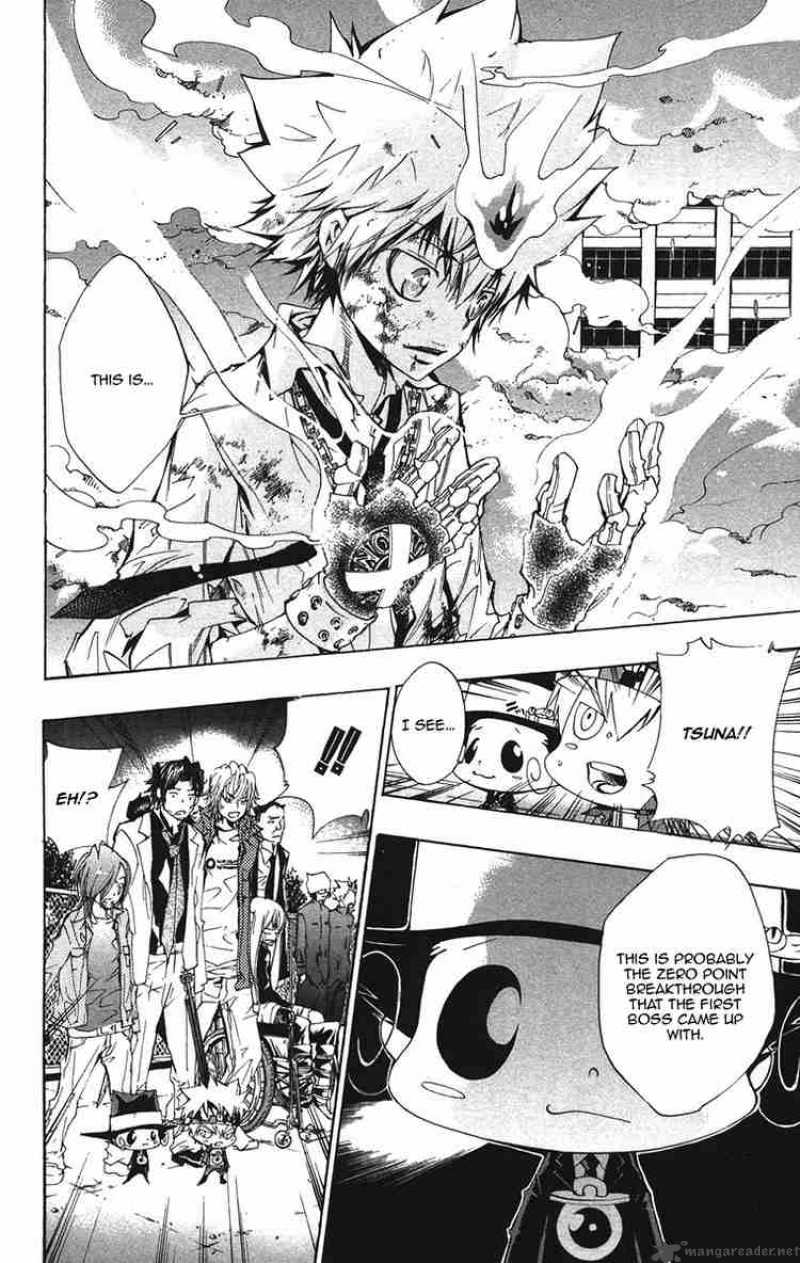 THIS IS...
TSUNA!!
I SEE...
!!
EH!?
THIS IS PROBABLY
THE ZERO POINT
BREAKTHROUGH
THAT THE FIRST
BOSS CAME UP
WITH.
mangareader.net